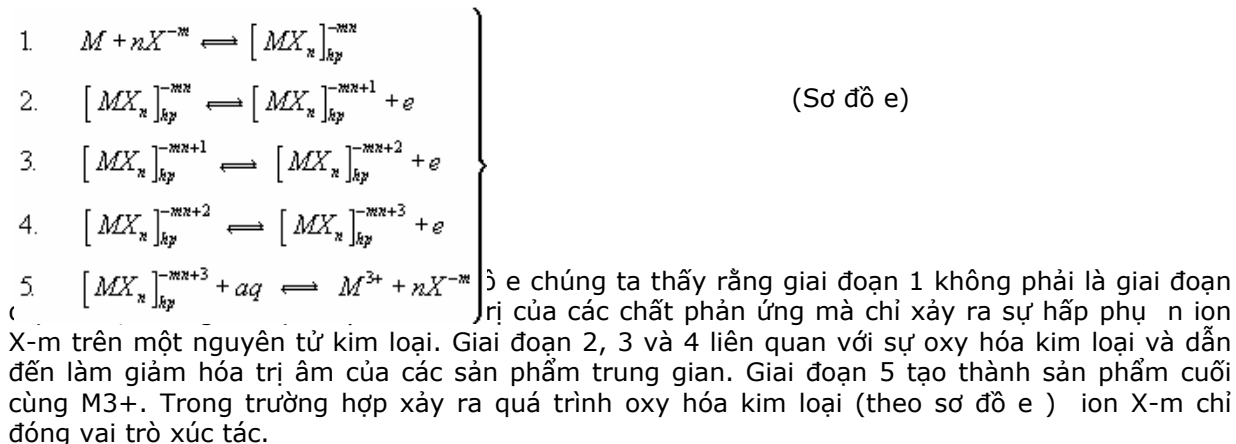 1. M + nX^{-m} ⟺ [MX_n]_{hp}^{-mn}
2. [MX_n]_{hp}^{-mn} ⟺ [MX_n]_{hp}^{-mn+1} + e
(Sơ đồ e)
3. [MX_n]_{hp}^{-mn+1} ⟺ [MX_n]_{hp}^{-mn+2} + e
4. [MX_n]_{hp}^{-mn+2} ⟺ [MX_n]_{hp}^{-mn+3} + e
5. [MX_n]_{hp}^{-mn+3} + aq ⟺ M^{3+} + nX^{-m}
e chúng ta thấy rằng giai đoạn 1 không phải là giai đoạn
của các chất phản ứng mà chỉ xảy ra sự hấp phụ n ion
X-m trên một nguyên tử kim loại. Giai đoạn 2, 3 và 4 liên quan với sự oxy hóa kim loại và dẫn
đến làm giảm hóa trị âm của các sản phẩm trung gian. Giai đoạn 5 tạo thành sản phẩm cuối
cùng M3+. Trong trường hợp xảy ra quá trình oxy hóa kim loại (theo sơ đồ e ) ion X-m chỉ
đóng vai trò xúc tác.